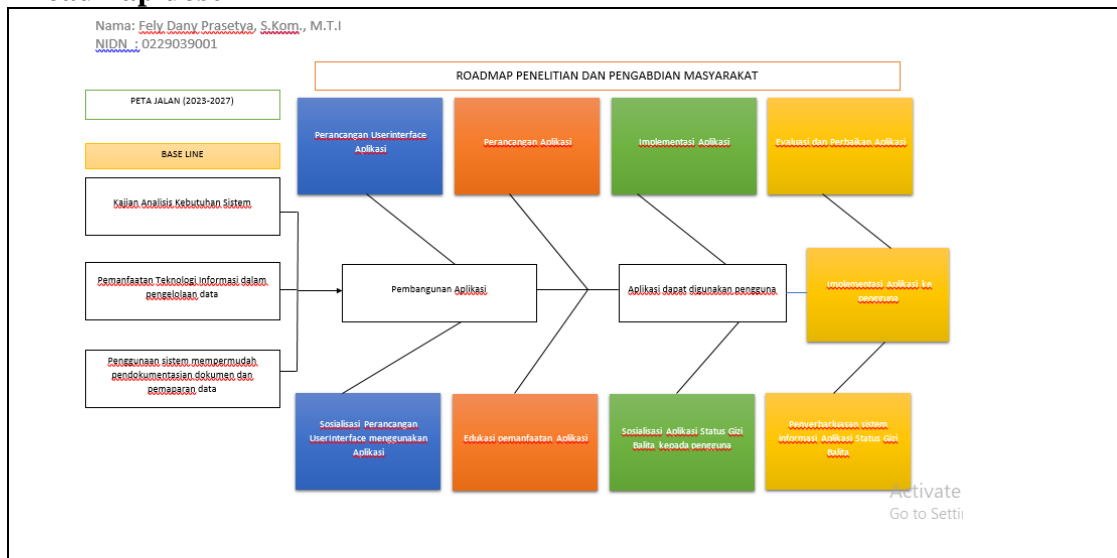 Nama: Fely Dany Prasetya, S.Kom., M.T.I
NIDN : 0229039001
ROADMAP PENELITIAN DAN PENGABDIAN MASYARAKAT
PETA JALAN (2023-2027)
BASE LINE
Perancangan Userinterface
Aplikasi
Perancangan Aplikasi
Implementasi Aplikasi
Evaluasi dan Perbaikan Aplikasi
Kajian Analisis Kebutuhan Sistem
Pemanfaatan Teknologi Informasi dalam
pengelolaan data
Penggunaan sistem mempermudah
pendokumentasian dokumen dan
pemaparan data
Pembangunan Aplikasi
Aplikasi dapat digunakan pengguna
Imolementasi Aplikasi ke
pengguna
Sosialisasi Perancangan
UserInterface menggunakan
Aplikasi
Edukasi pemanfaatan Aplikasi
Sosialisasi Aplikasi Status Gizi
Balita kepada pengguna
sistem
informasi Aplikasi Status Gizi
Balita
Activate
Go to Settin